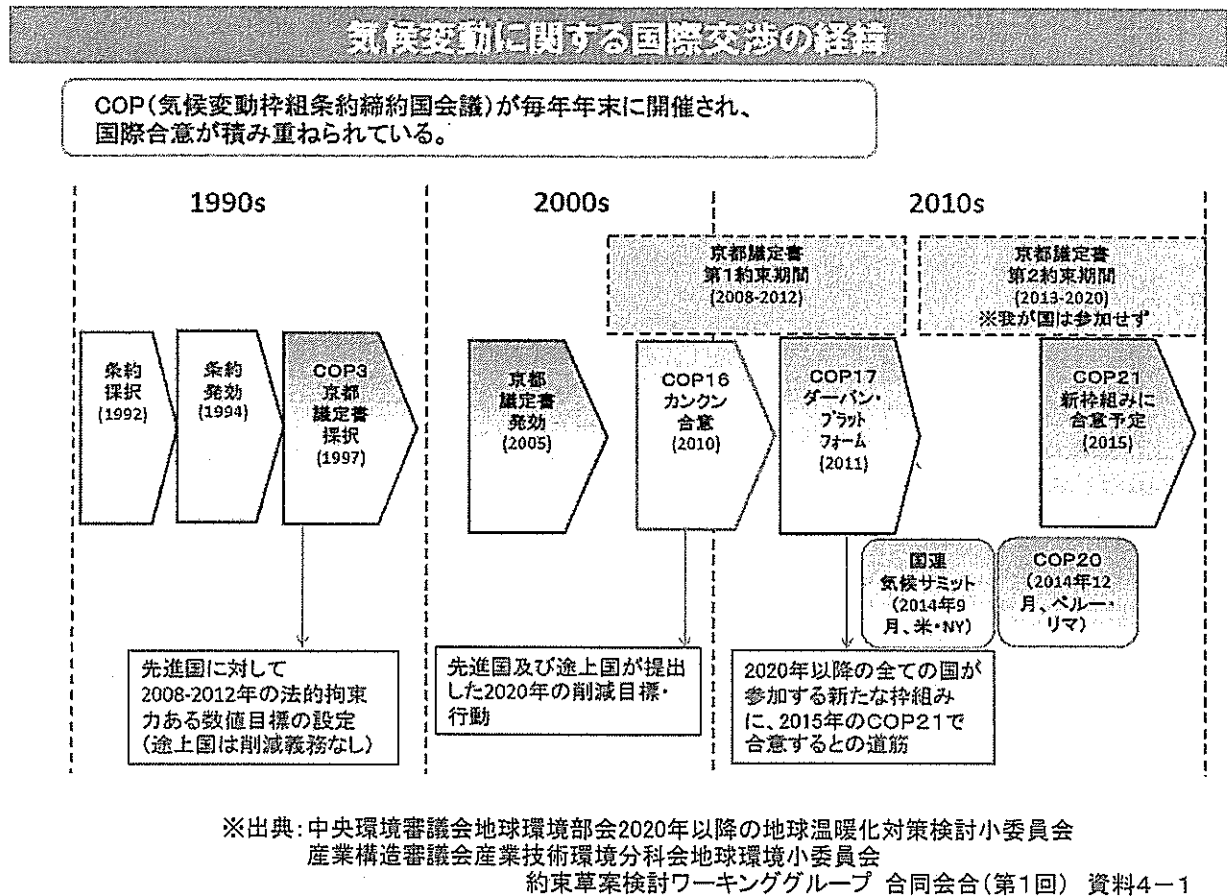 気候変動に関する国際交渉の経緯
COP(気候変動枠組条約締約国会議)が毎年年末に開催され、
国際合意が積み重ねられている。
1990s
2000s
2010s
京都議定書
第1約束期間
(2008-2012)
京都議定書
第2約束期間
(2013-2020)
※我が国は参加せず
条約
採択
(1992)
条約
発効
(1994)
COP3
京都
議定書
採択
(1997)
京都
議定書
発効
(2005)
COP16
カンクン
合意
(2010)
COP17
ダーバン・
プラット
フォーム
(2011)
COP21
新枠組みに
合意予定
(2015)
国連
気候サミット
(2014年9
月、米・NY)
COP20
(2014年12
月、ペルー・
リマ)
先進国に対して
2008-2012年の法的拘束
力ある数値目標の設定
(途上国は削減義務なし)
先進国及び途上国が提出
した2020年の削減目標・
行動
2020年以降の全ての国が
参加する新たな枠組み
に、2015年のCOP21で
合意するとの道筋
※出典:中央環境審議会地球環境部会2020年以降の地球温暖化対策検討小委員会
産業構造審議会産業技術環境分科会地球環境小委員会
約束草案検討ワーキンググループ 合同会合(第1回) 資料4-1